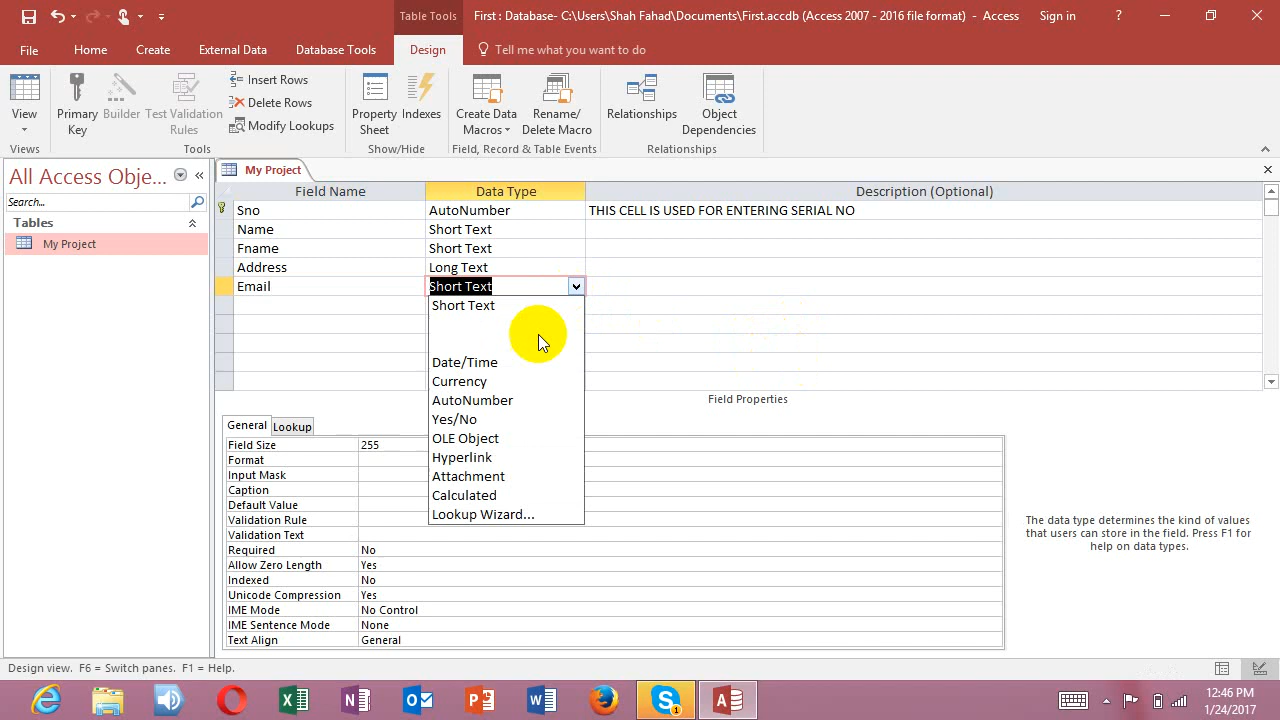 Table Tools
First : Database- C:\Users\Shah Fahad\Documents\First.accdb (Access 2007 - 2016 file format) - Access
Sign in
?
File
Home
Create
External Data
Database Tools
Design
Tell me what you want to do
View
Primary Key
Builder
Test Validation Rules
Insert Rows
Delete Rows
Modify Lookups
Property Sheet
Indexes
Create Data Macros
Rename/ Delete Macro
Relationships
Object Dependencies
Views
Tools
Show/Hide
Field, Record & Table Events
Relationships
All Access Obje...
Search...
Tables
My Project
My Project
Field Name Data Type Description (Optional)
Sno AutoNumber THIS CELL IS USED FOR ENTERING SERIAL NO
Name Short Text
Fname Short Text
Address Long Text
Email Short Text
Short Text
Date/Time
Currency
AutoNumber
Yes/No
OLE Object
Hyperlink
Attachment
Calculated
Lookup Wizard...
Field Properties
General Lookup
Field Size 255
Format
Input Mask
Caption
Default Value
Validation Rule
Validation Text
Required No
Allow Zero Length Yes
Indexed No
Unicode Compression Yes
IME Mode No Control
IME Sentence Mode None
Text Align General
The data type determines the kind of values
that users can store in the field. Press F1 for
help on data types.
Design view. F6 = Switch panes. F1 = Help.
1
12:46 PM
1/24/2017